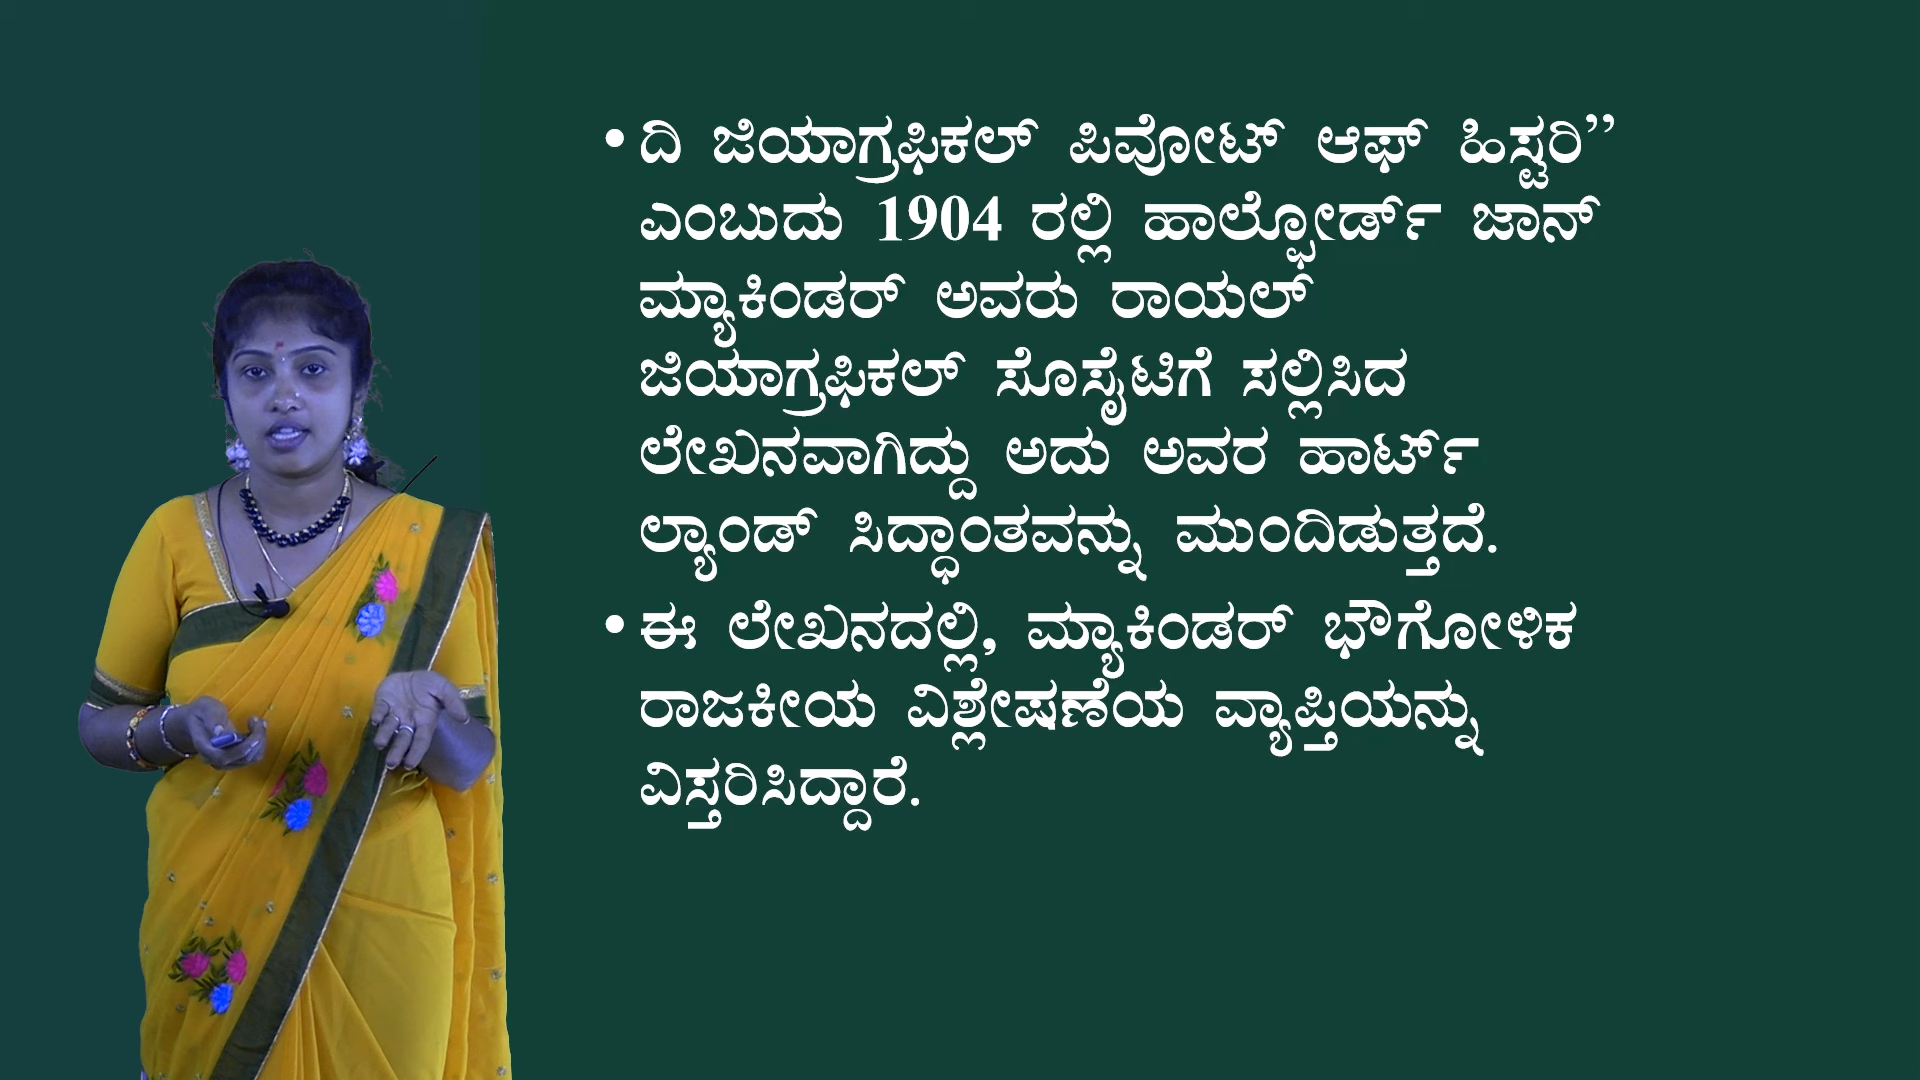 • ದಿ ಜಿಯಾಗ್ರಫಿಕಲ್ ಪಿವೋಟ್ ಆಫ್ ಹಿಸ್ಟರಿ”
ಎಂಬುದು 1904 ರಲ್ಲಿ ಹಾಲ್ಫೋರ್ಡ್ ಜಾನ್
ಮ್ಯಾಕಿಂಡರ್ ಅವರು ರಾಯಲ್
ಜಿಯಾಗ್ರಫಿಕಲ್ ಸೊಸೈಟಿಗೆ ಸಲ್ಲಿಸಿದ
ಲೇಖನವಾಗಿದ್ದು ಅದು ಅವರ ಹಾರ್ಟ್
ಲ್ಯಾಂಡ್ ಸಿದ್ಧಾಂತವನ್ನು ಮುಂದಿಡುತ್ತದೆ.
• ಈ ಲೇಖನದಲ್ಲಿ, ಮ್ಯಾಕಿಂಡರ್ ಭೌಗೋಳಿಕ
ರಾಜಕೀಯ ವಿಶ್ಲೇಷಣೆಯ ವ್ಯಾಪ್ತಿಯನ್ನು
ವಿಸ್ತರಿಸಿದ್ದಾರೆ.